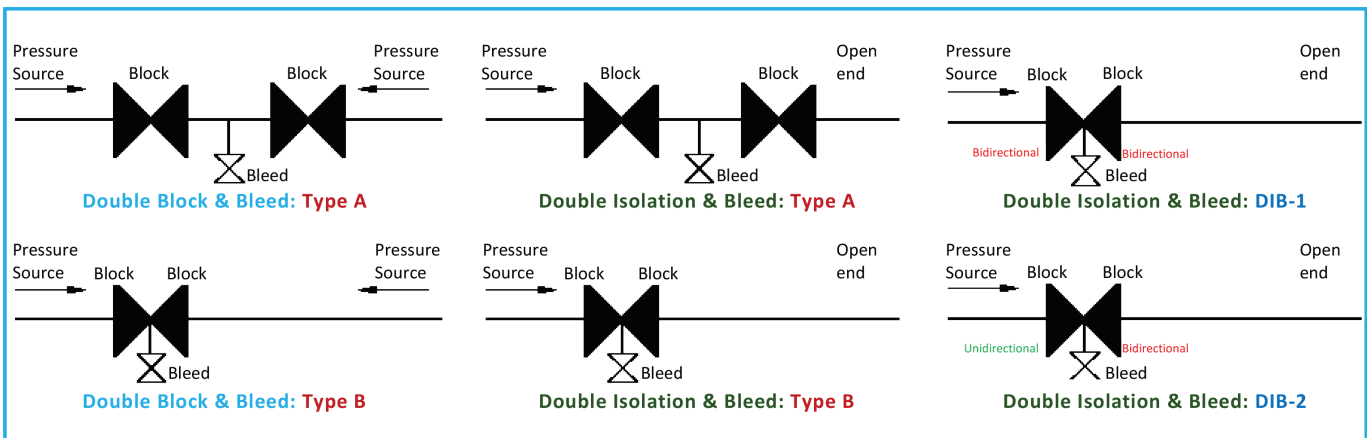 Pressure
Source
Block
Block
Pressure
Source
Bleed
Double Block & Bleed: Type A
Pressure
Source
Block
Block
Open
end
Bleed
Double Isolation & Bleed: Type A
Pressure
Source
Block
Block
Open
end
Bidirectional
Bidirectional
Bleed
Double Isolation & Bleed: DIB-1
Pressure
Source
Block
Block
Pressure
Source
Bleed
Double Block & Bleed: Type B
Pressure
Source
Block
Block
Open
end
Bleed
Double Isolation & Bleed: Type B
Pressure
Source
Block
Block
Open
end
Unidirectional
Bidirectional
Bleed
Double Isolation & Bleed: DIB-2